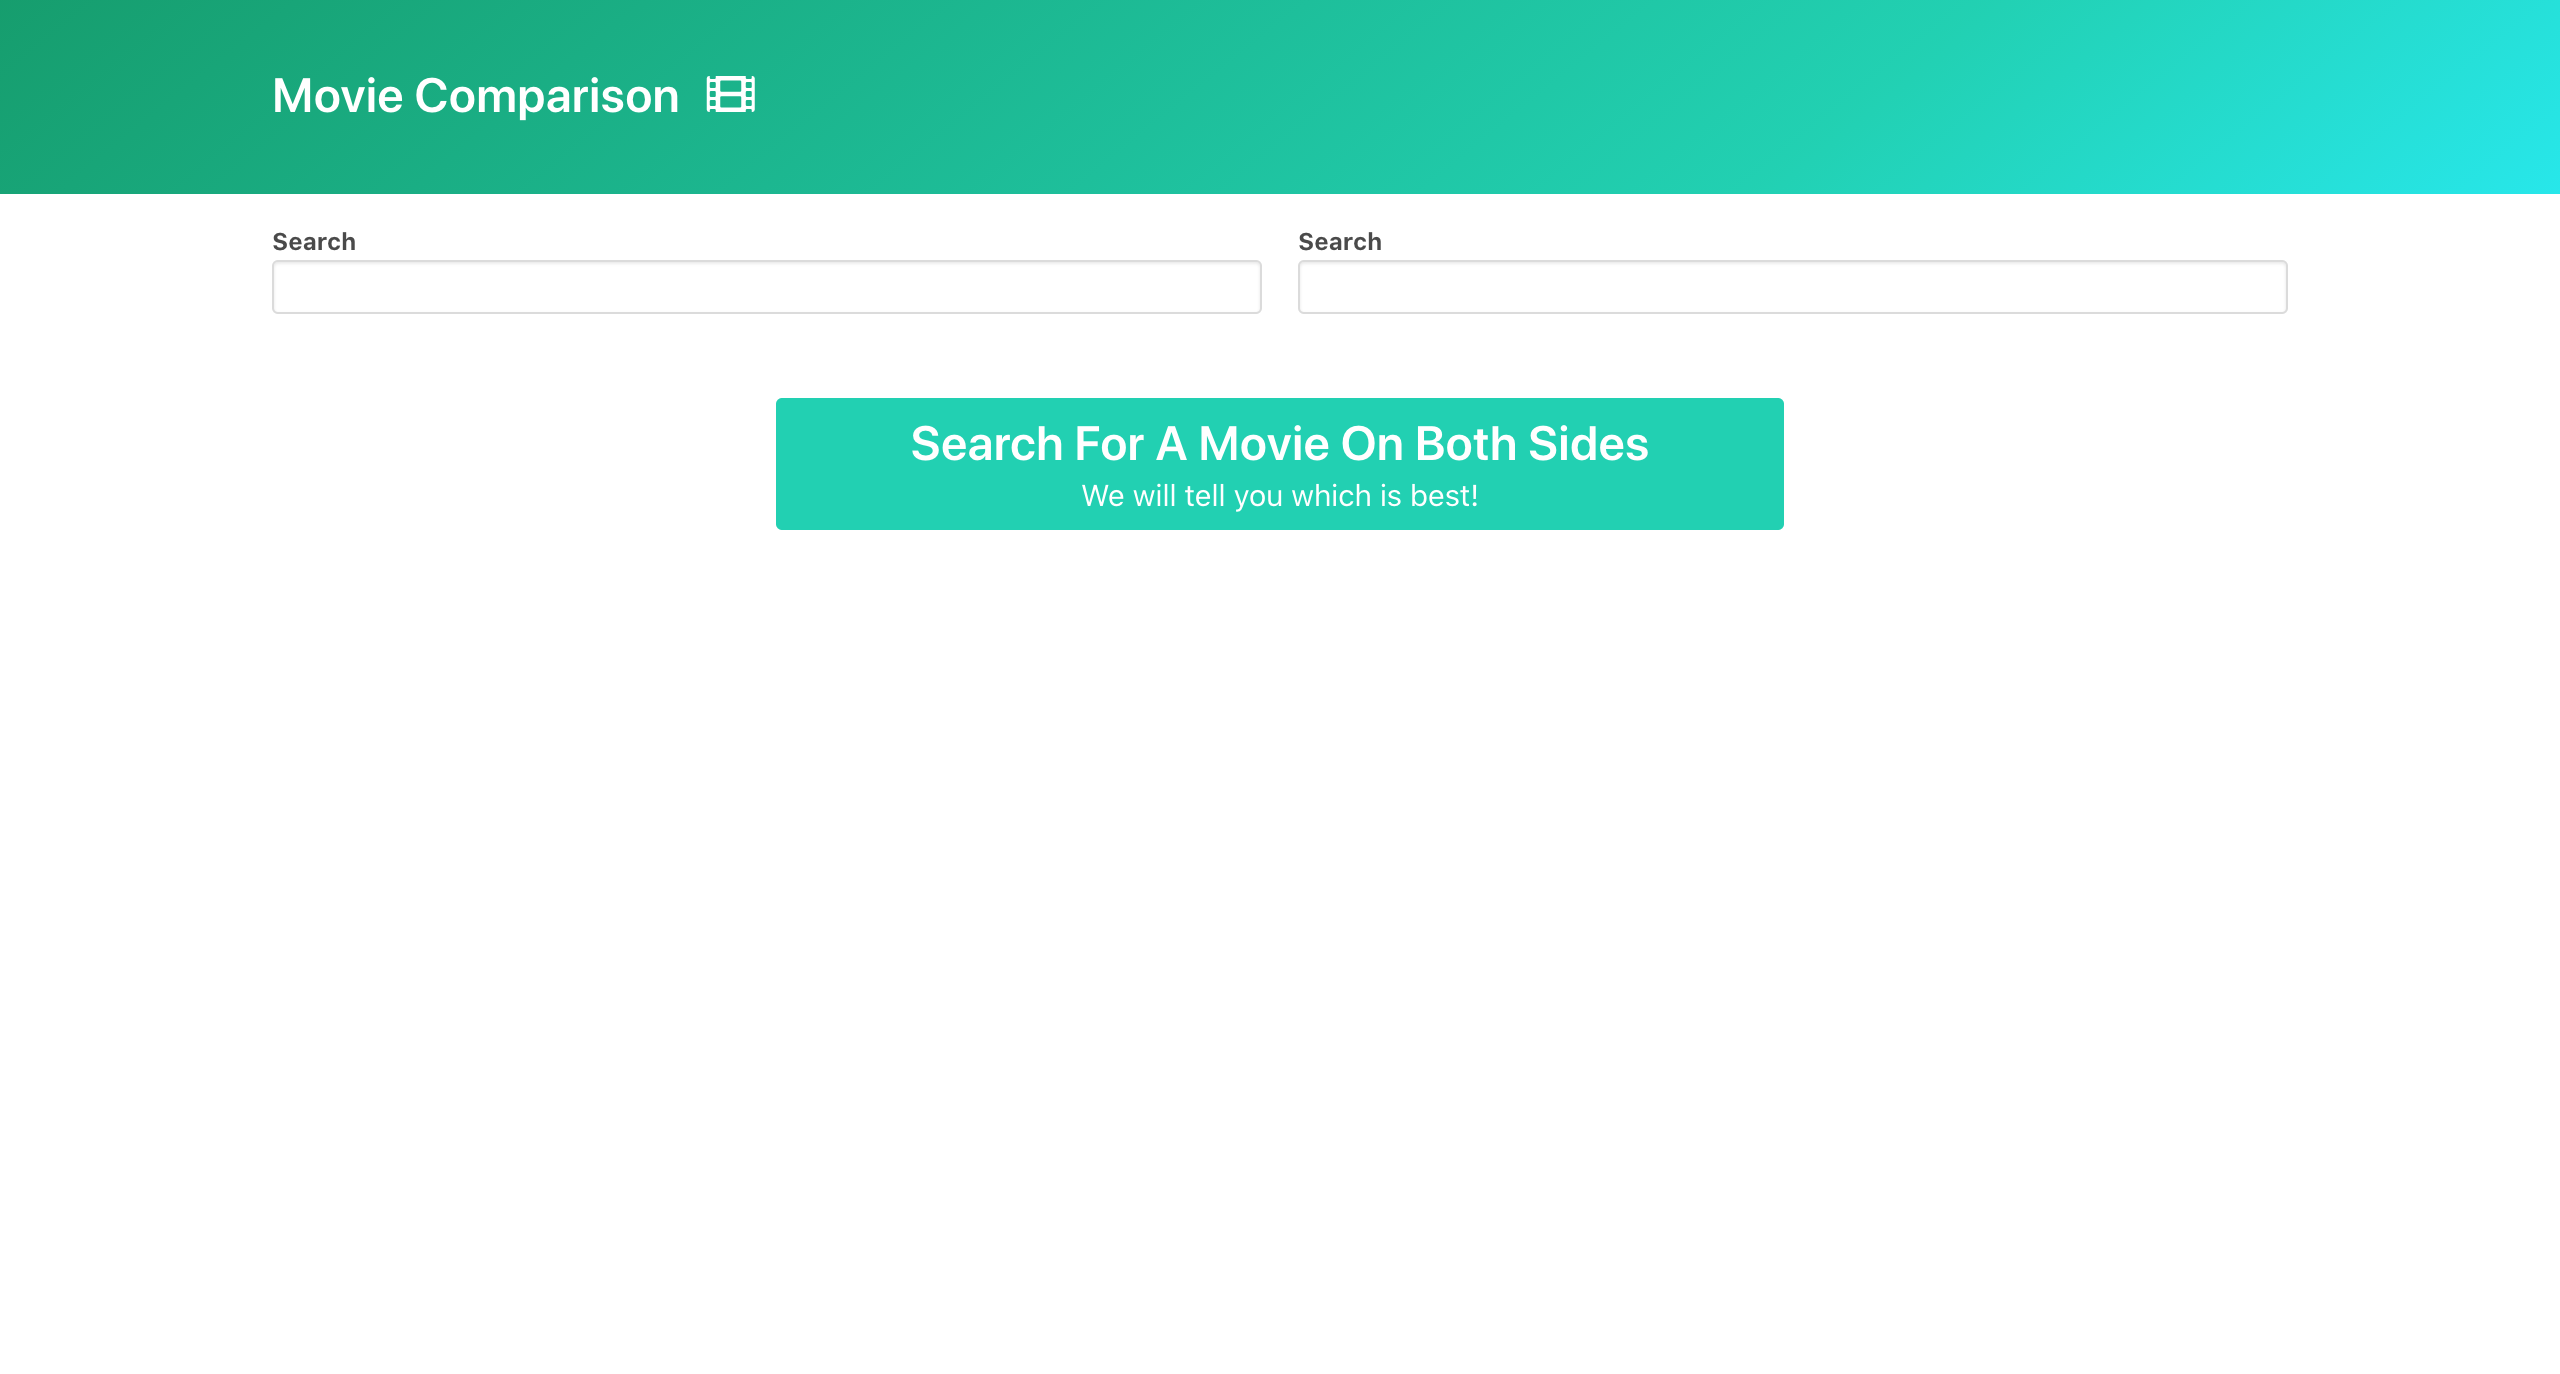 Movie Comparison
Search
Search
Search For A Movie On Both Sides
We will tell you which is best!